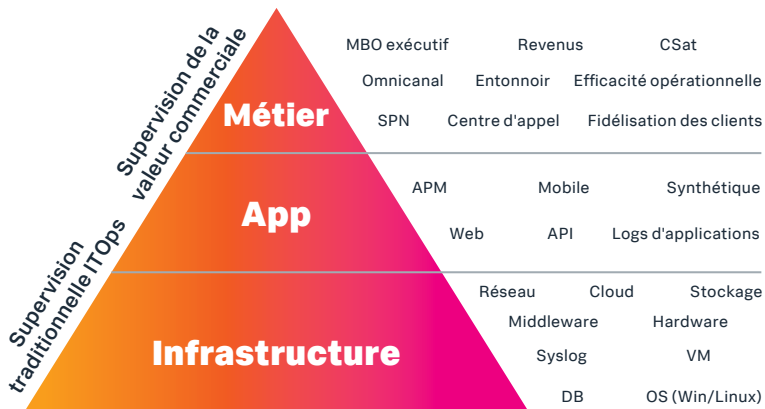 Supervision de la
valeur commerciale
MBO exécutif Revenus CSat
Omnicanal Entonnoir Efficacité opérationnelle
Métier
SPN Centre d'appel Fidélisation des clients
APM Mobile Synthétique
App
Web API Logs d'applications
Supervision
traditionnelle ITOps
Réseau Cloud Stockage
Middleware Hardware
Infrastructure
Syslog VM
DB OS (Win/Linux)